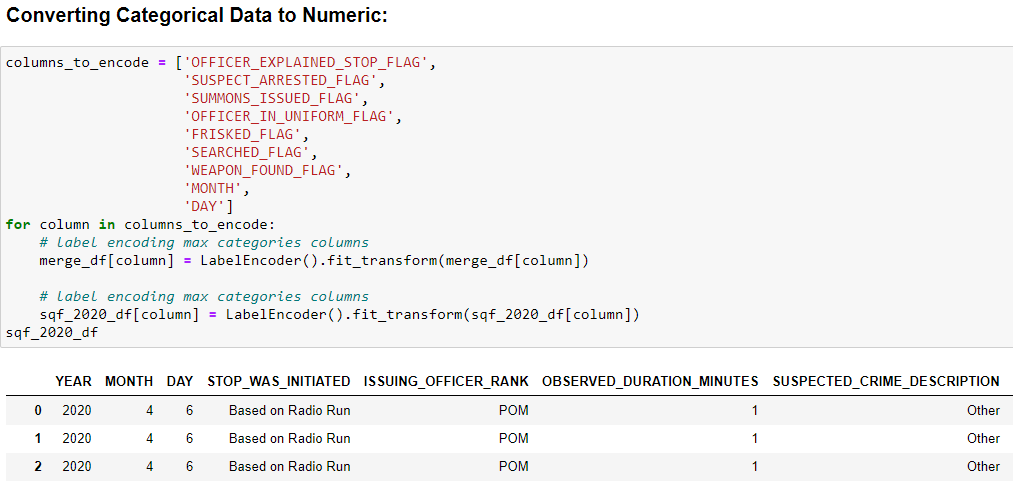 Converting Categorical Data to Numeric:
columns_to_encode = ['OFFICER_EXPLAINED_STOP_FLAG',
'SUSPECT_ARRESTED_FLAG',
'SUMMONS_ISSUED_FLAG',
'OFFICER_IN_UNIFORM_FLAG',
'FRISKED_FLAG',
'SEARCHED_FLAG',
'WEAPON_FOUND_FLAG',
'MONTH',
'DAY']
for column in columns_to_encode:
# label encoding max categories columns
merge_df[column] = LabelEncoder().fit_transform(merge_df[column])
# label encoding max categories columns
sqf_2020_df[column] = LabelEncoder().fit_transform(sqf_2020_df[column])
sqf_2020_df
YEAR MONTH DAY STOP_WAS_INITIATED ISSUING_OFFICER_RANK OBSERVED_DURATION_MINUTES SUSPECTED_CRIME_DESCRIPTION
0 2020 4 6 Based on Radio Run POM 1 Other
1 2020 4 6 Based on Radio Run POM 1 Other
2 2020 4 6 Based on Radio Run POM 1 Other